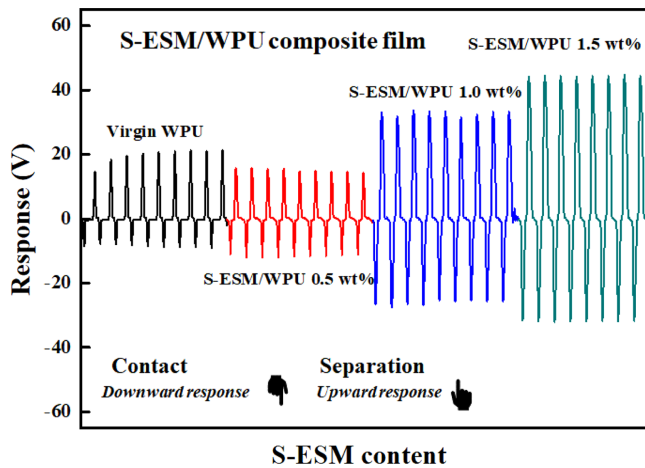 60
S-ESM/WPU composite film
S-ESM/WPU 1.5 wt%
40
S-ESM/WPU 1.0 wt%
Virgin WPU
20
Response (V)
0
S-ESM/WPU 0.5 wt%
-20
-40
Contact
Separation
Downward response
Upward response
-60
S-ESM content